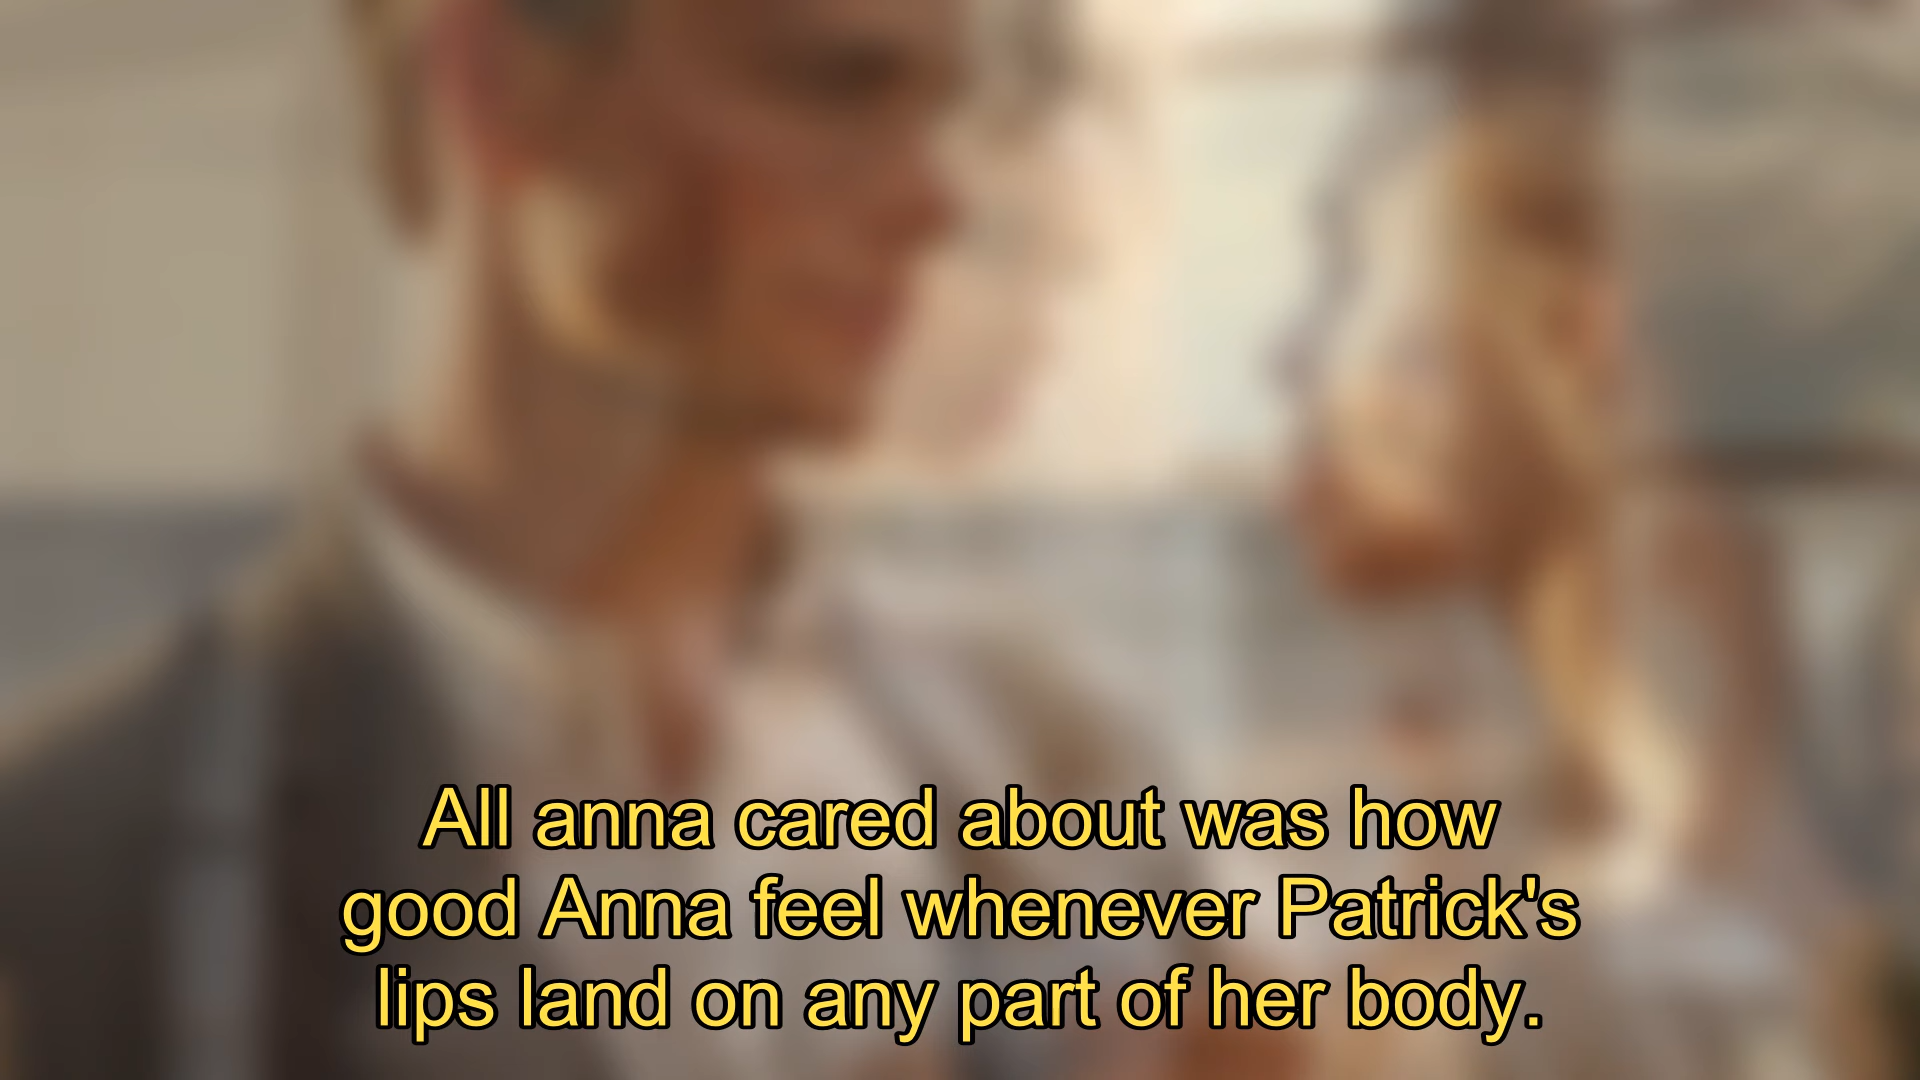 All anna cared about was how
good Anna feel whenever Patrick's
lips land on any part of her body.